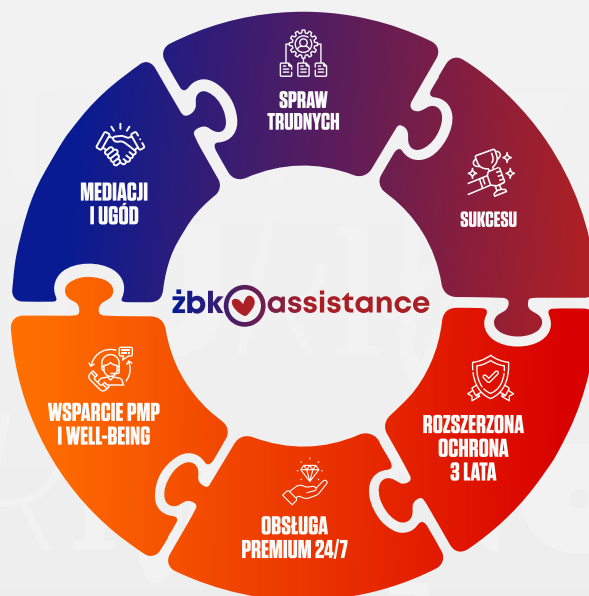 SPRAW
TRUDNYCH
MEDIACJI
I UGÓD
SUKCESU
żbk assistance
WSPARCIE PMP
I WELL-BEING
ROZSZERZONA
OCHRONA
3 LATA
OBSŁUGA
PREMIUM 24/7